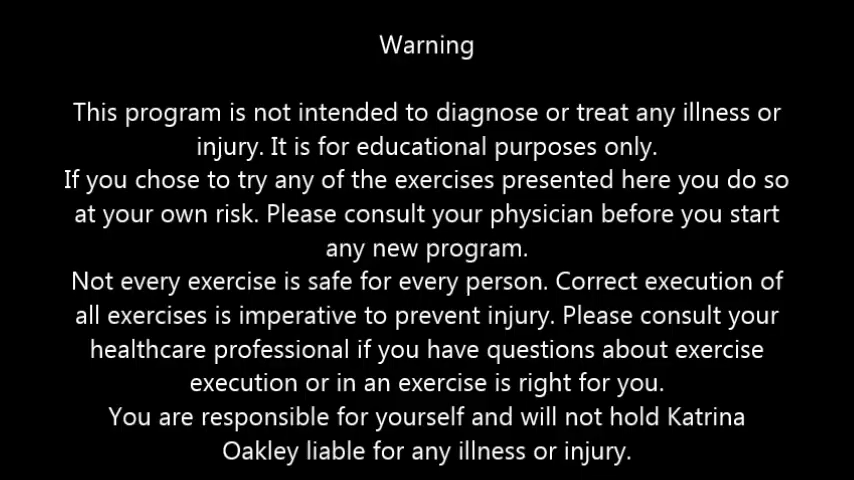 Warning
This program is not intended to diagnose or treat any illness or
injury. It is for educational purposes only.
If you chose to try any of the exercises presented here you do so
at your own risk. Please consult your physician before you start
any new program.
Not every exercise is safe for every person. Correct execution of
all exercises is imperative to prevent injury. Please consult your
healthcare professional if you have questions about exercise
execution or in an exercise is right for you.
You are responsible for yourself and will not hold Katrina
Oakley liable for any illness or injury.